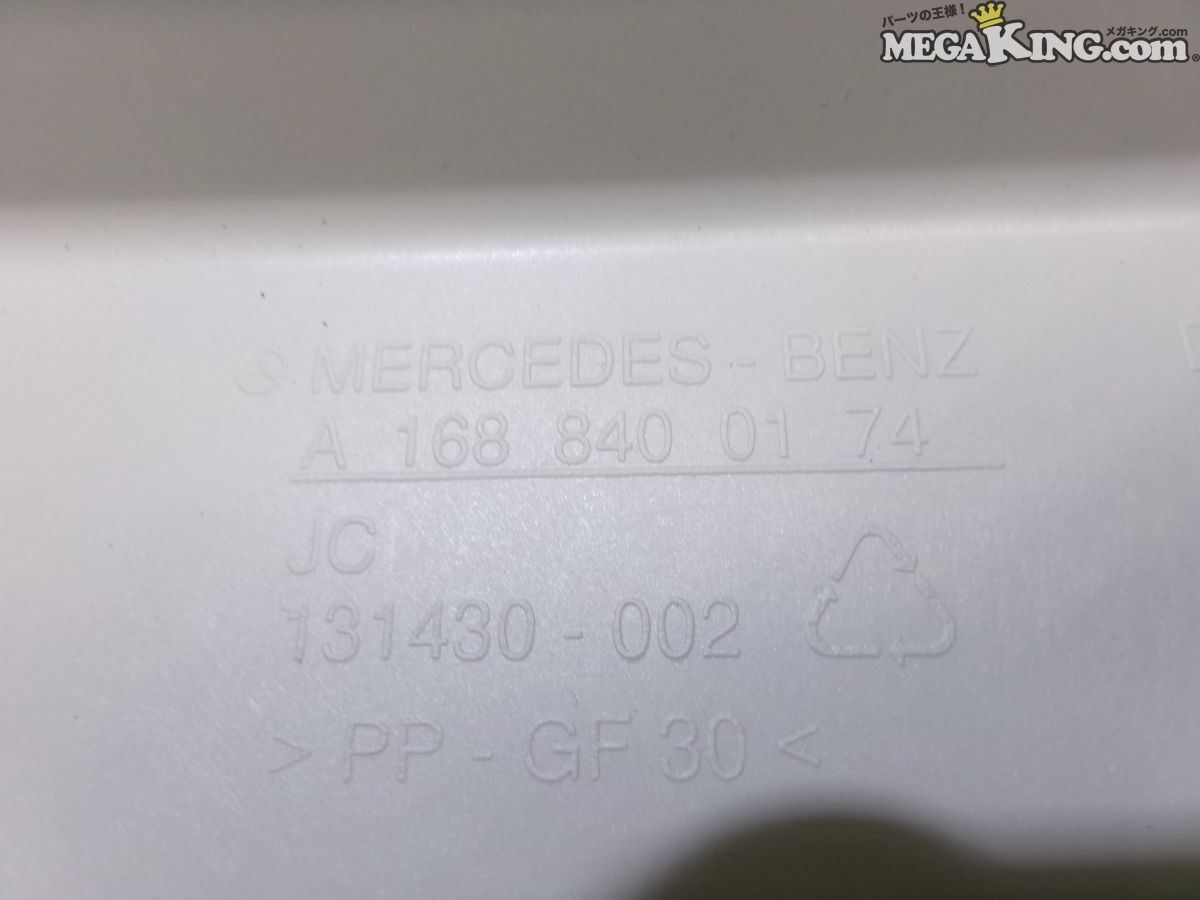 パーツの王様!
メガキング.com
MEGAKING.com®
MERCEDES - BENZ
A 168 840 01 74
JC
131430 - 002
> PP - GF 30 <